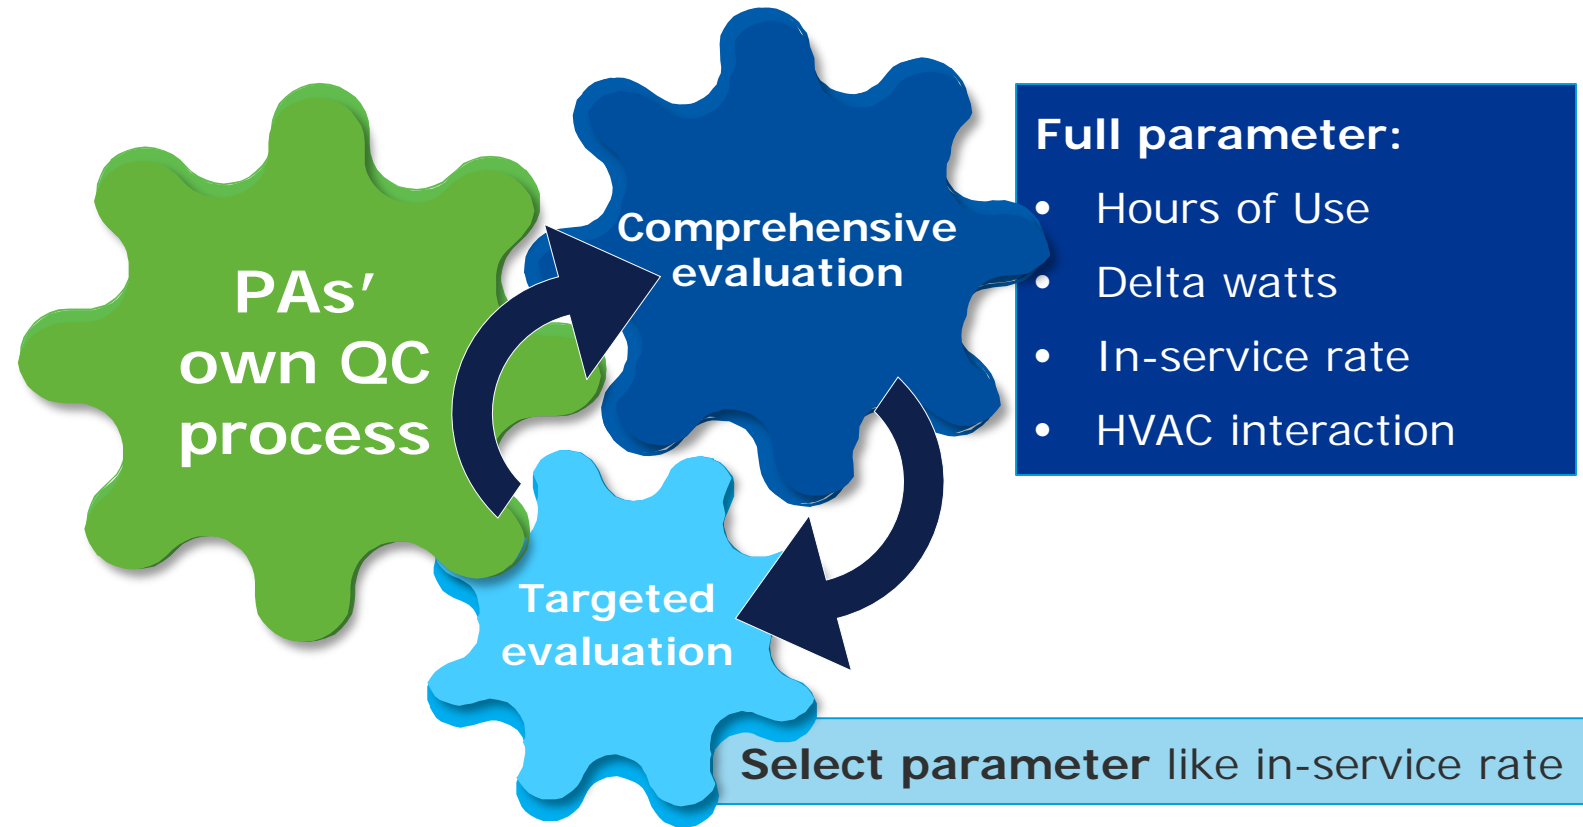 PAs'
own QC
process
Comprehensive
evaluation
Full parameter:
• Hours of Use
• Delta watts
• In-service rate
• HVAC interaction
Targeted
evaluation
Select parameter like in-service rate